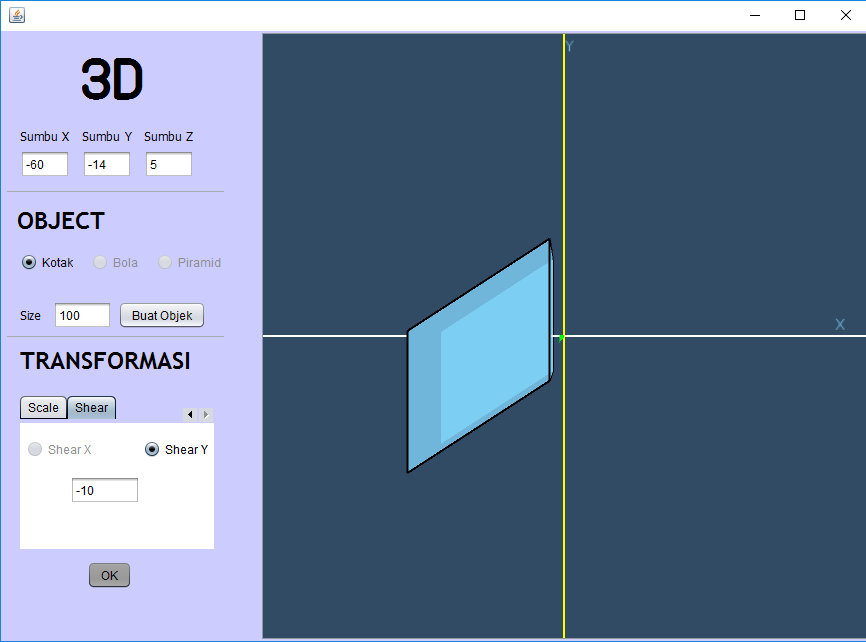 3D
Sumbu X Sumbu Y Sumbu Z
-60 -14 5
OBJECT
Kotak Bola Piramid
Size 100 Buat Objek
TRANSFORMASI
Scale Shear
Shear X Shear Y
-10
OK
Y
X